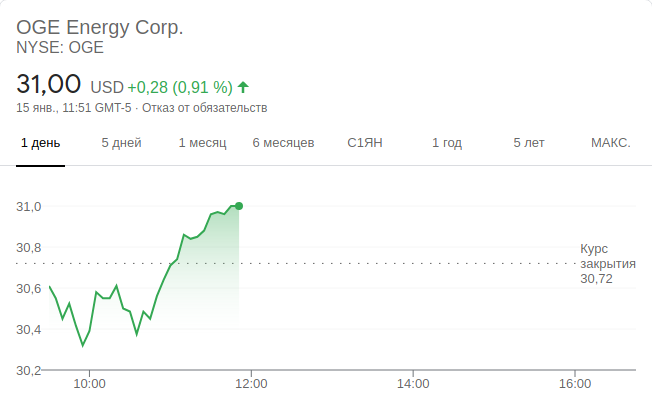 OGE Energy Corp.
NYSE: OGE
31,00 USD +0,28 (0,91 %)
15 янв., 11:51 GMT-5 · Отказ от обязательств
1 день 5 дней 1 месяц 6 месяцев С1ЯН 1 год 5 лет МАКС.
31,0
30,8
Курс
закрытия
30,72
30,6
30,4
30,2
10:00 12:00 14:00 16:00